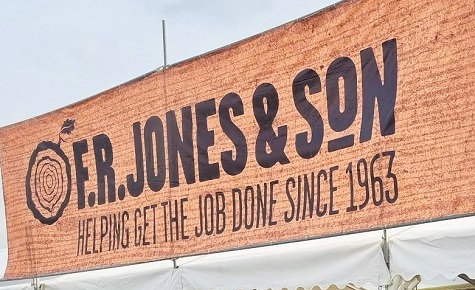 F.R. JONES & SON
HELPING GET THE JOB DONE SINCE 1963